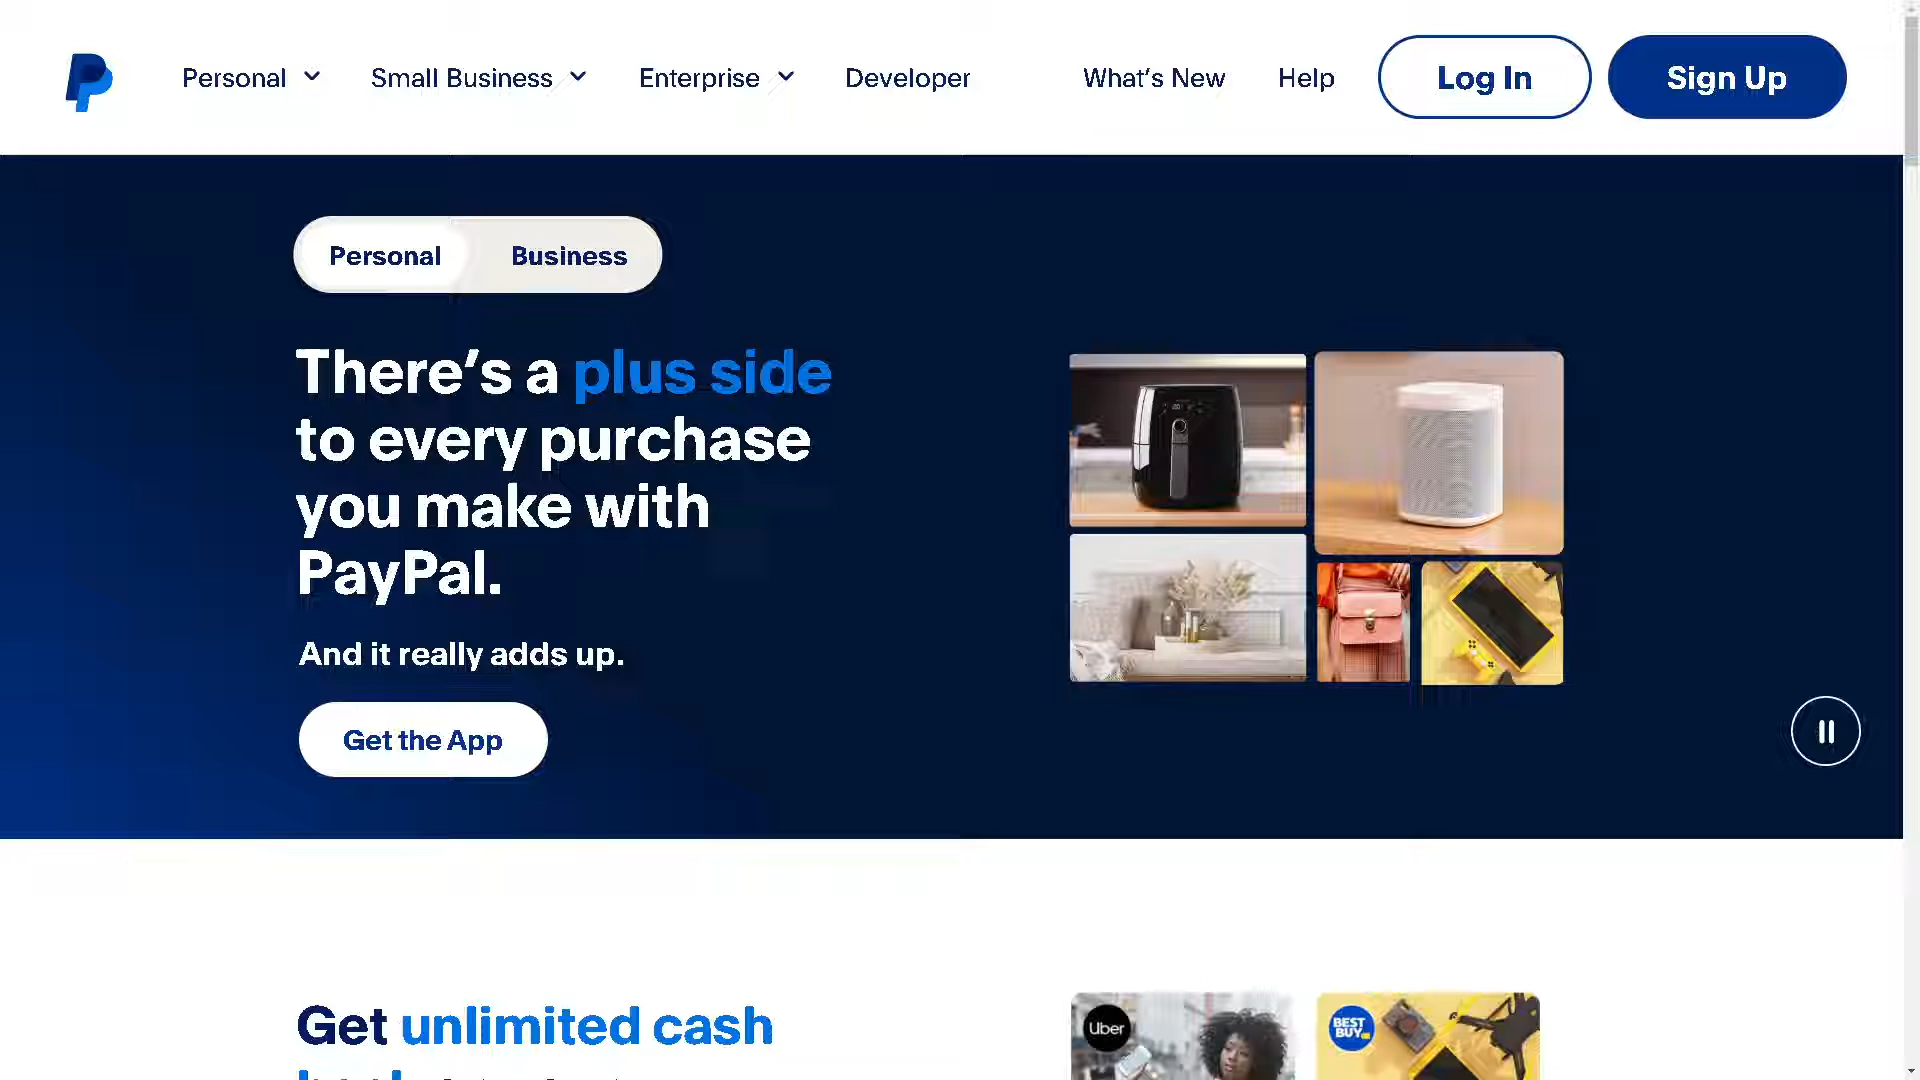 Personal
Small Business
Enterprise
Developer
What's New
Help
Log In
Sign Up
Personal
Business
There's a plus side
to every purchase
you make with
PayPal.
And it really adds up.
Get the App
Get unlimited cash
Uber
BEST
BUY